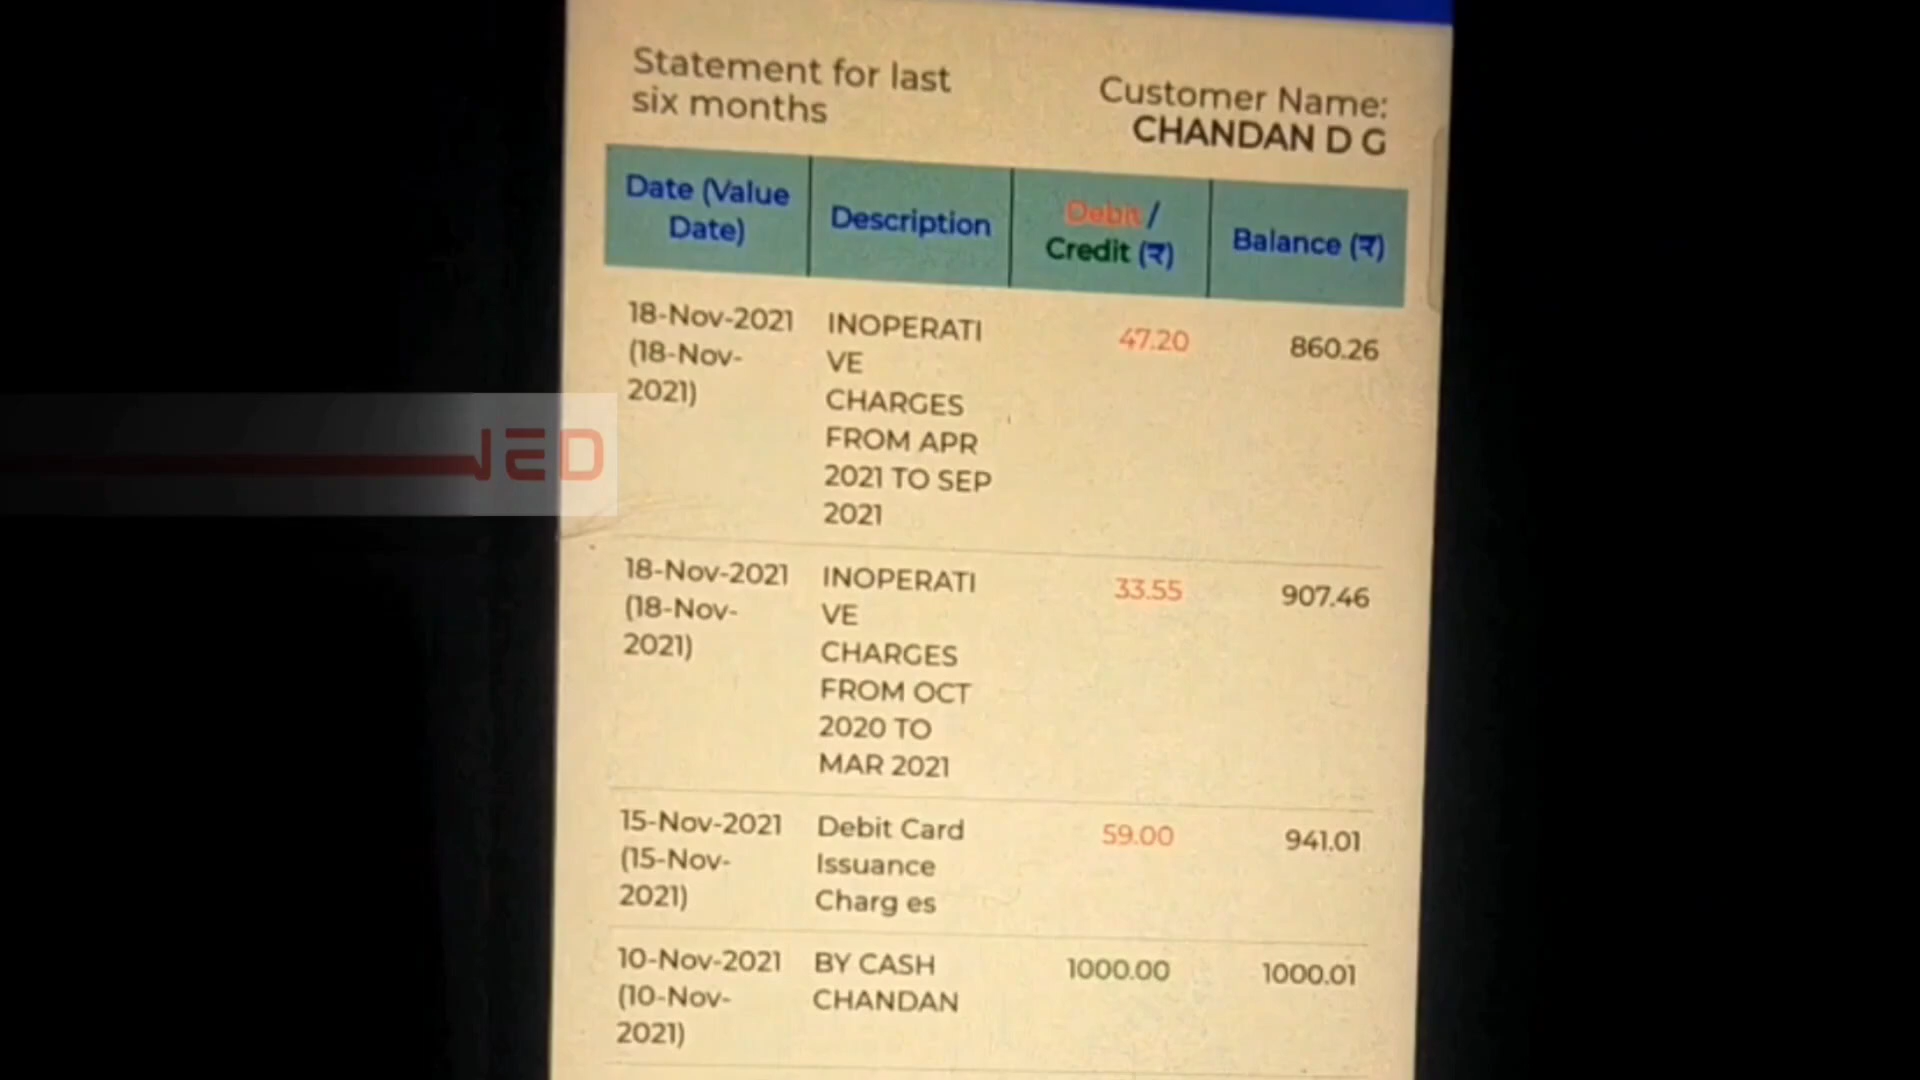 Statement for last
six months
Customer Name:
CHANDAN D G
Date (Value
Date)
Description
Debit /
Credit (₹)
Balance (₹)
18-Nov-2021
(18-Nov-
2021)
INOPERATI
VE
CHARGES
FROM APR
2021 TO SEP
2021
47.20
860.26
18-Nov-2021
(18-Nov-
2021)
INOPERATI
VE
CHARGES
FROM OCT
2020 TO
MAR 2021
33.55
907.46
15-Nov-2021
(15-Nov-
2021)
Debit Card
Issuance
Charg es
59.00
941.01
10-Nov-2021
(10-Nov-
2021)
BY CASH
CHANDAN
1000.00
1000.01